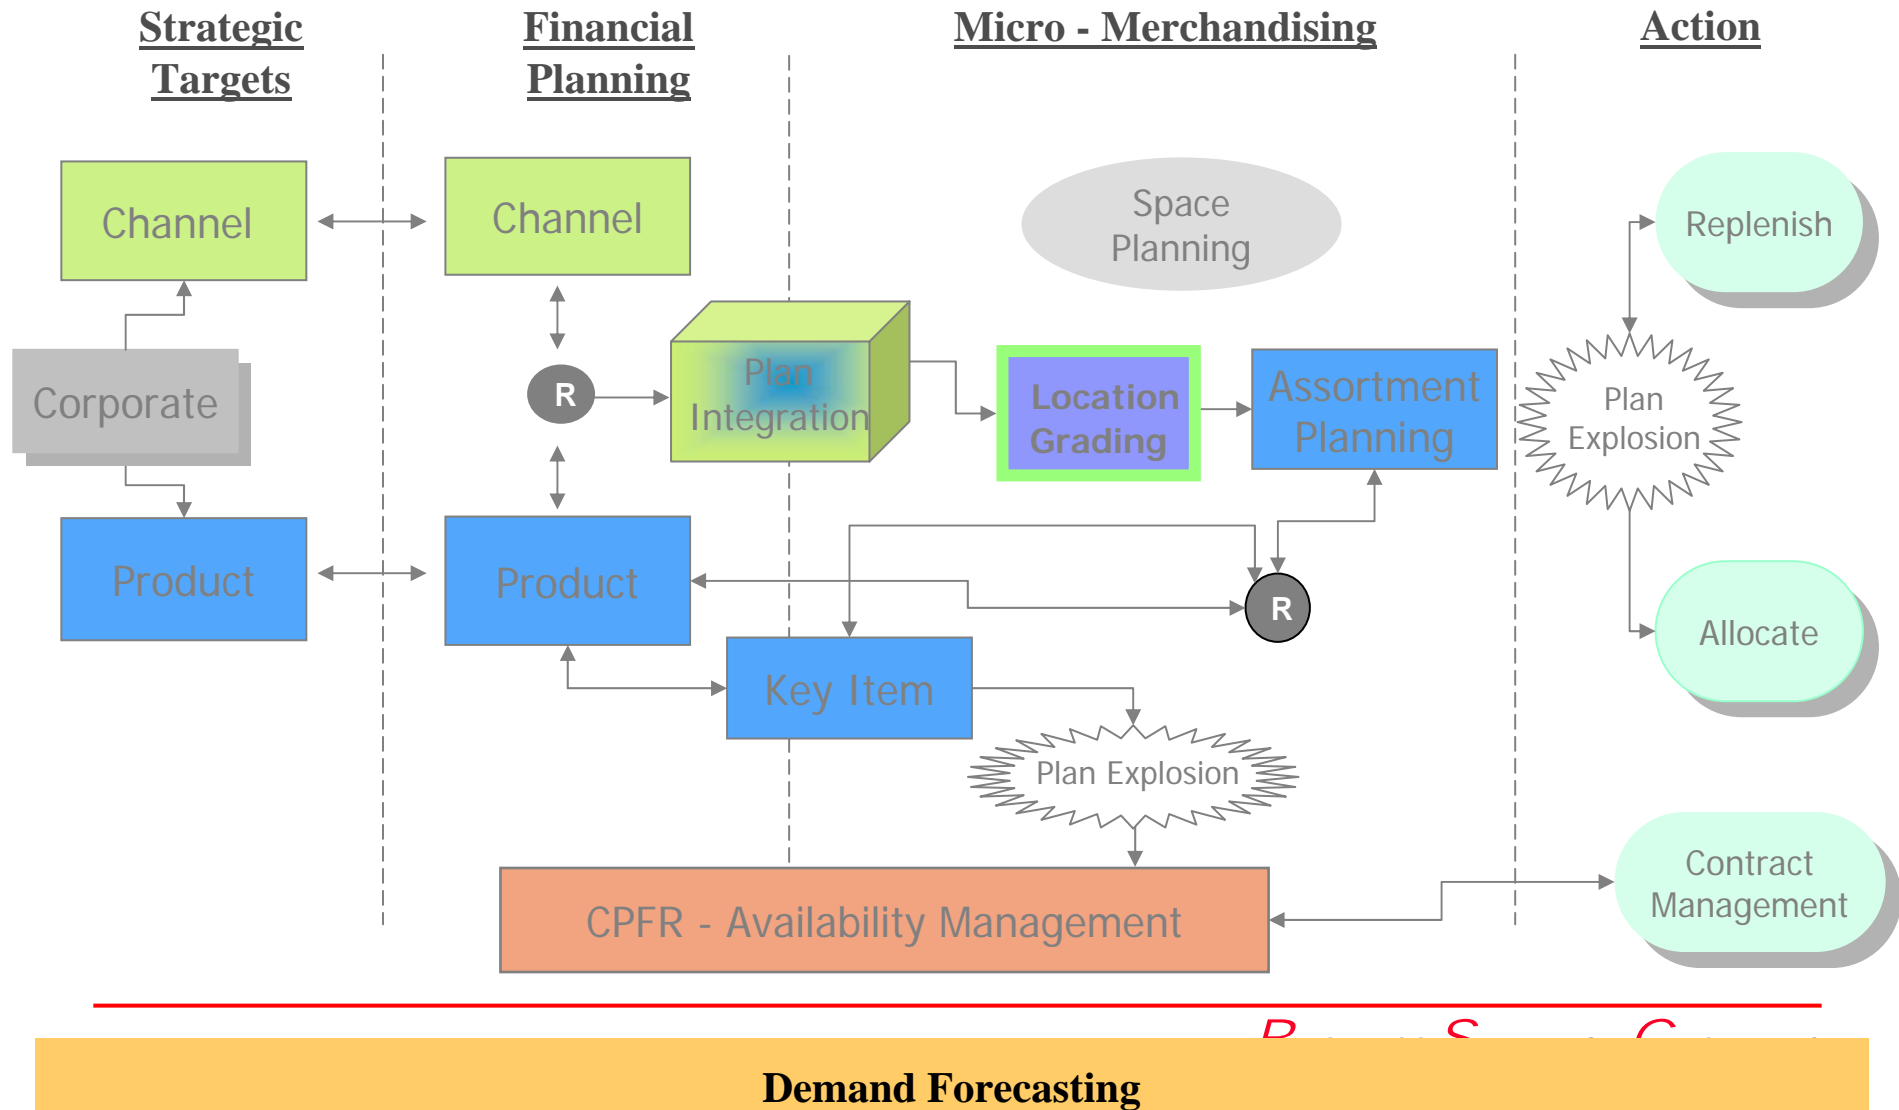 Strategic
Targets
Financial
Planning
Micro - Merchandising
Action
Channel
Channel
Space
Planning
Replenish
Corporate
R
Plan
Integration
Location
Grading
Assortment
Planning
Plan
Explosion
Product
Product
R
Allocate
Key Item
Plan Explosion
CPFR - Availability Management
Contract
Management
Demand Forecasting